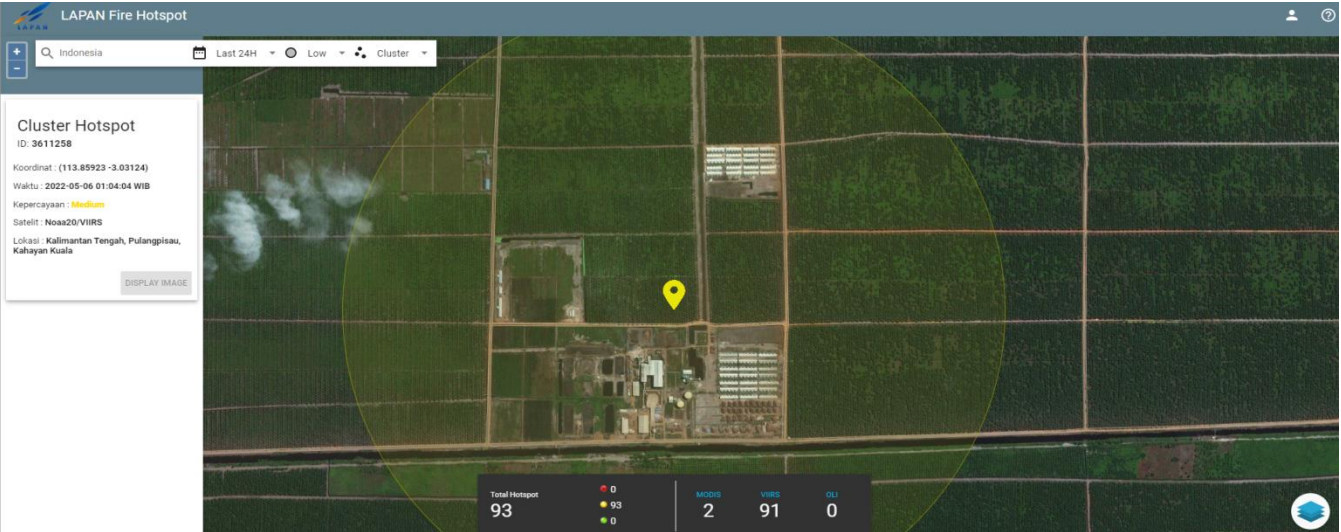 LAPAN
LAPAN Fire Hotspot
+
-
Indonesia
Last 24H
Low
Cluster
Cluster Hotspot
ID: 3611258
Koordinat : (113.85923 -3.03124)
Waktu : 2022-05-06 01:04:04 WIB
Kepercayaan : Medium
Satelit : Noaa20/VIIRS
Lokasi : Kalimantan Tengah, Pulangpisau,
Kahayan Kuala
DISPLAY IMAGE
Total Hotspot
93
0
93
0
MODIS
2
VIIRS
91
OLI
0